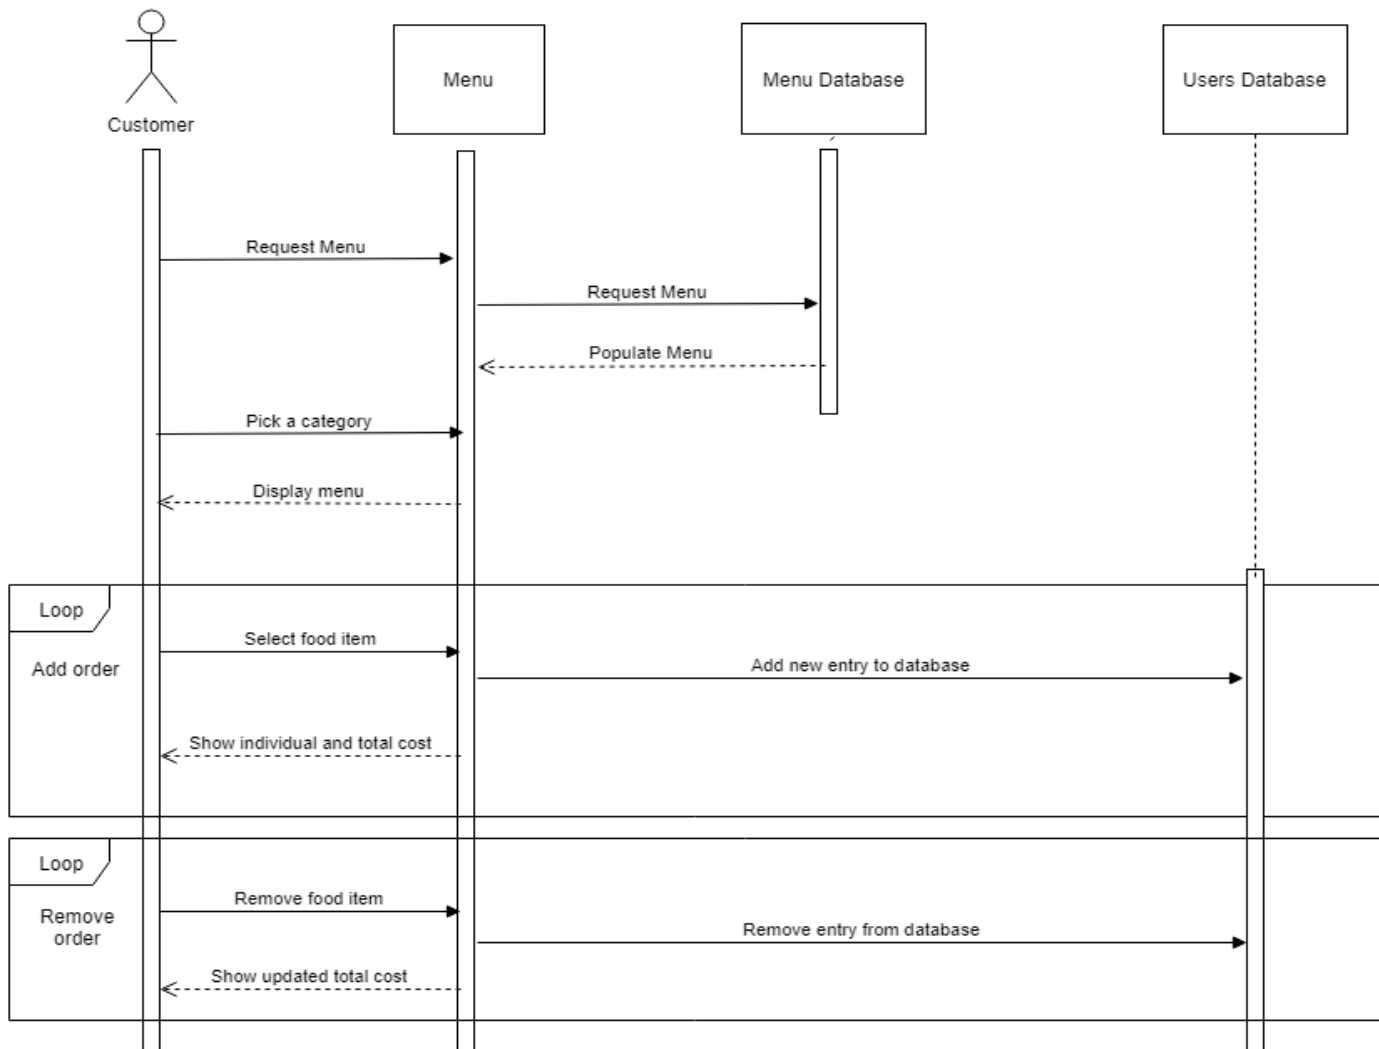 Customer
Menu
Menu Database
Users Database
Request Menu
Request Menu
Populate Menu
Pick a category
Display menu
Loop
Add order
Select food item
Add new entry to database
Show individual and total cost
Loop
Remove
order
Remove food item
Remove entry from database
Show updated total cost